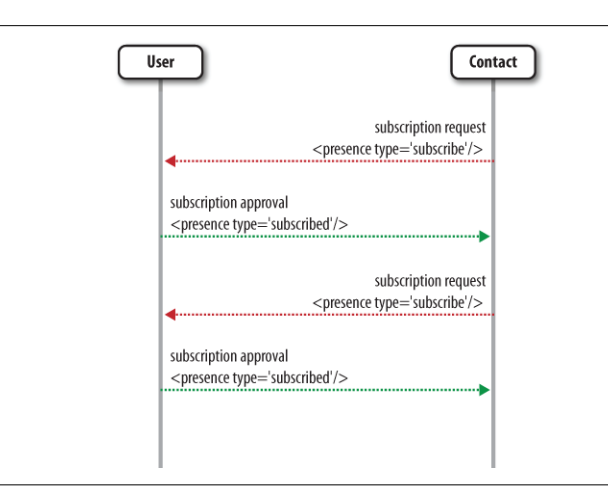 User
Contact
subscription request
<presence type='subscribe'/>
subscription approval
<presence type='subscribed'/>
subscription request
<presence type='subscribe'/>
subscription approval
<presence type='subscribed'/>